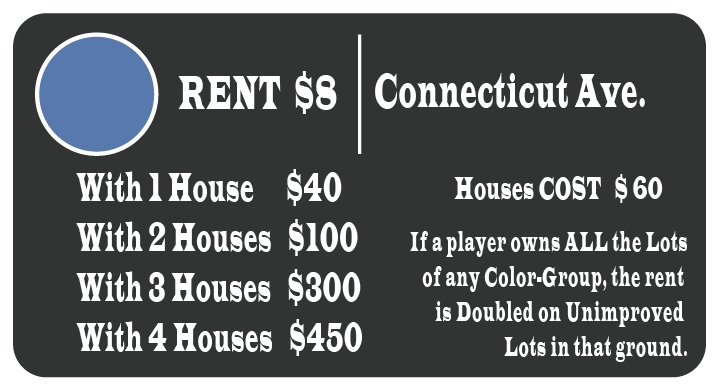 RENT $8
Connecticut Ave.
With 1 House $40
With 2 Houses $100
With 3 Houses $300
With 4 Houses $450
Houses COST $ 60
If a player owns ALL the Lots
of any Color-Group, the rent
is Doubled on Unimproved
Lots in that ground.